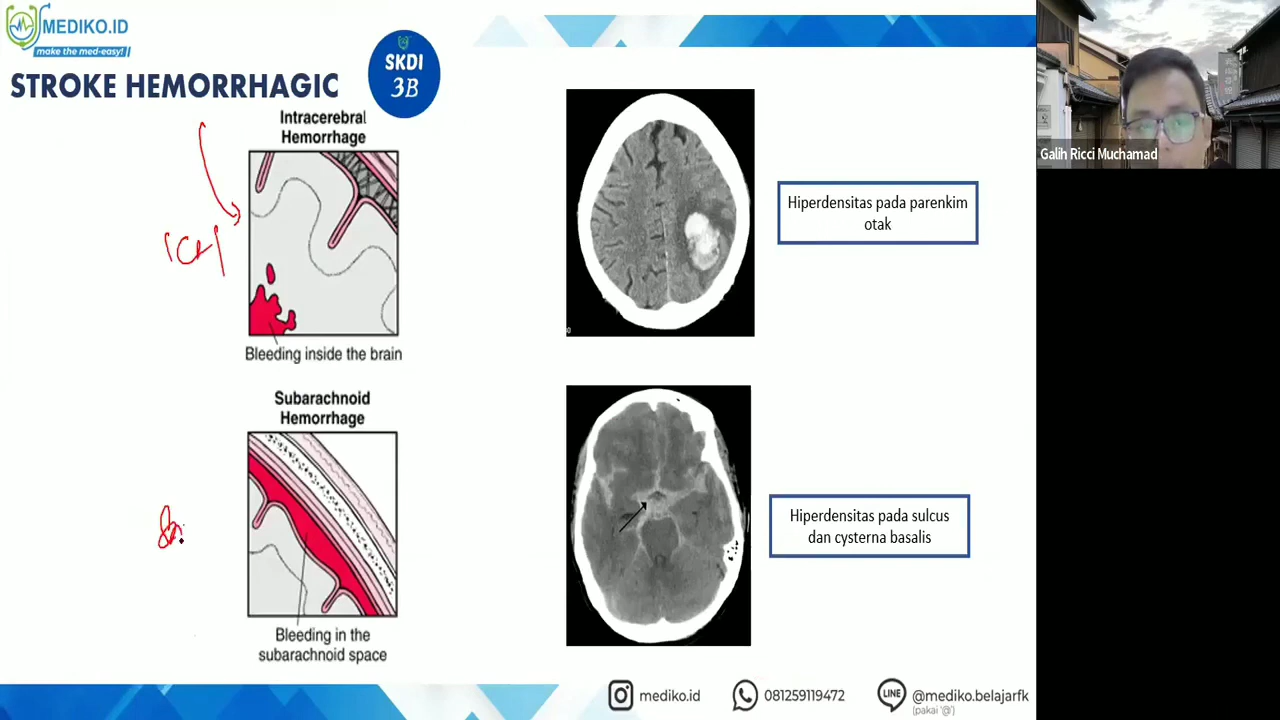 MEDIKO.ID
make the med-easy!
STROKE HEMORRHAGIC
SKDI
3B
Intracerebral
Hemorrhage
ICH
Bleeding inside the brain
Hiperdensitas pada parenkim
otak
Subarachnoid
Hemorrhage
Bleeding in the
subarachnoid space
Hiperdensitas pada sulcus
dan cysterna basalis
mediko.id
081259119472
LINE
@mediko.belajarfk
(pakai '@')
Galih Ricci Muchamad